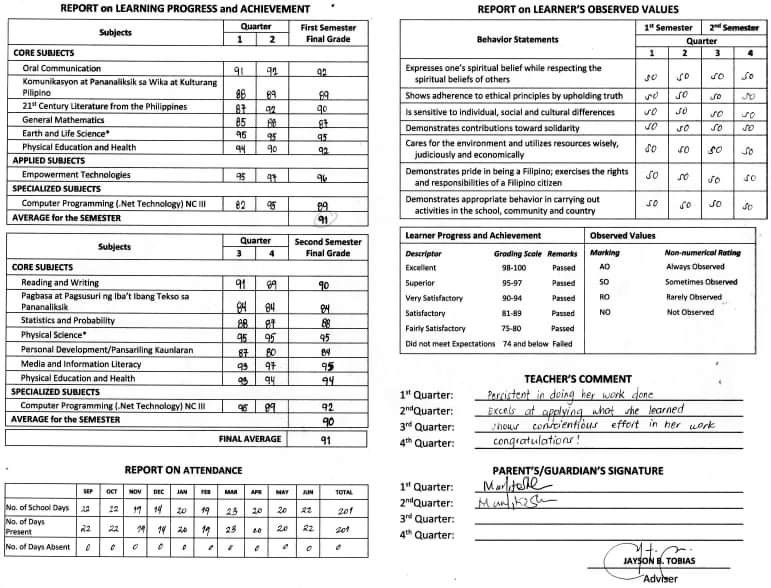 REPORT on LEARNING PROGRESS and ACHIEVEMENT
Subjects Quarter First Semester
1 2 Final Grade
CORE SUBJECTS
Oral Communication 91 92 92
Komunikasyon at Pananaliksik sa Wika at Kulturang
Pilipino 88 89 89
21st Century Literature from the Philippines 87 92 90
General Mathematics 85 88 87
Earth and Life Science* 95 95 95
Physical Education and Health 94 90 92
APPLIED SUBJECTS
Empowerment Technologies 95 97 96
SPECIALIZED SUBJECTS
Computer Programming (.Net Technology) NC III 82 95 89
AVERAGE for the SEMESTER 91
Subjects Quarter Second Semester
3 4 Final Grade
CORE SUBJECTS
Reading and Writing 91 89 90
Pagbasa at Pagsusuri ng Iba't Ibang Tekso sa
Pananaliksik 84 84 84
Statistics and Probability 88 87 88
Physical Science* 95 95 95
Personal Development/Pansariling Kaunlaran 87 80 84
Media and Information Literacy 93 97 95
Physical Education and Health 93 94 94
SPECIALIZED SUBJECTS
Computer Programming (.Net Technology) NC III 95 89 92
AVERAGE for the SEMESTER 90
FINAL AVERAGE 91
REPORT ON ATTENDANCE
SEP OCT NOV DEC JAN FEB MAR APR MAY JUN TOTAL
No. of School Days 22 22 19 14 20 19 23 20 20 22 201
No. of Days
Present 22 22 19 14 20 19 23 20 20 22 201
No. of Days Absent 0 0 0 0 0 0 0 0 0 0 0
REPORT on LEARNER'S OBSERVED VALUES
Behavior Statements 1st Semester 2nd Semester
Quarter
1 2 3 4
Expresses one's spiritual belief while respecting the
spiritual beliefs of others SO SO SO SO
Shows adherence to ethical principles by upholding truth SO SO SO SO
Is sensitive to individual, social and cultural differences SO SO SO SO
Demonstrates contributions toward solidarity SO SO SO SO
Cares for the environment and utilizes resources wisely,
judiciously and economically SO SO SO SO
Demonstrates pride in being a Filipino; exercises the rights
and responsibilities of a Filipino citizen SO SO SO SO
Demonstrates appropriate behavior in carrying out
activities in the school, community and country SO SO SO SO
Learner Progress and Achievement Observed Values
Descriptor Grading Scale Remarks Marking Non-numerical Rating
Excellent 98-100 Passed AO Always Observed
Superior 95-97 Passed SO Sometimes Observed
Very Satisfactory 90-94 Passed RO Rarely Observed
Satisfactory 81-89 Passed NO Not Observed
Fairly Satisfactory 75-80 Passed
Did not meet Expectations 74 and below Failed
TEACHER'S COMMENT
1st Quarter: Persistent in doing her work done
2nd Quarter: Excels at applying what she learned
3rd Quarter: shows conscientious effort in her work
4th Quarter: congratulations!
PARENT'S/GUARDIAN'S SIGNATURE
1st Quarter:
2nd Quarter:
3rd Quarter:
4th Quarter:
JAYSON B. TOBIAS
Adviser